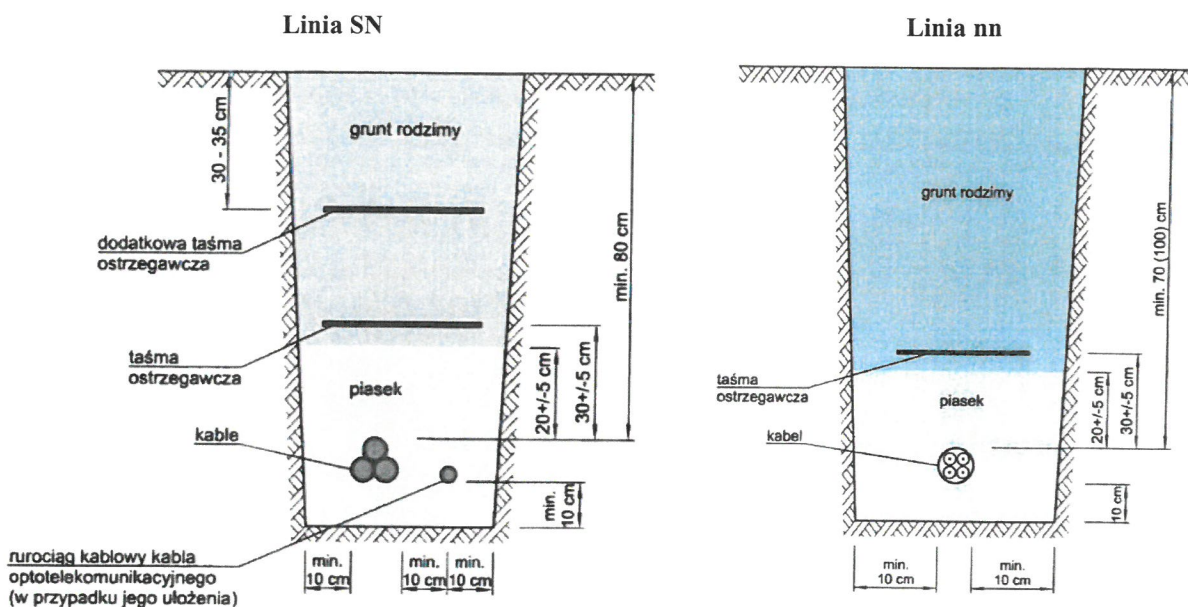 Linia SN
grunt rodzimy
30 - 35 cm
dodatkowa taśma
ostrzegawcza
min. 80 cm
taśma
ostrzegawcza
piasek
20+/-5 cm
30+/-5 cm
kable
min.
10 cm
rurociąg kablowy kabla
optotelekomunikacyjnego
(w przypadku jego ułożenia)
min.
10 cm
min.
10 cm
min.
10 cm
Linia nn
grunt rodzimy
min. 70 (100) cm
taśma
ostrzegawcza
piasek
20+/-5 cm
30+/-5 cm
kabel
10 cm
min.
10 cm
min.
10 cm